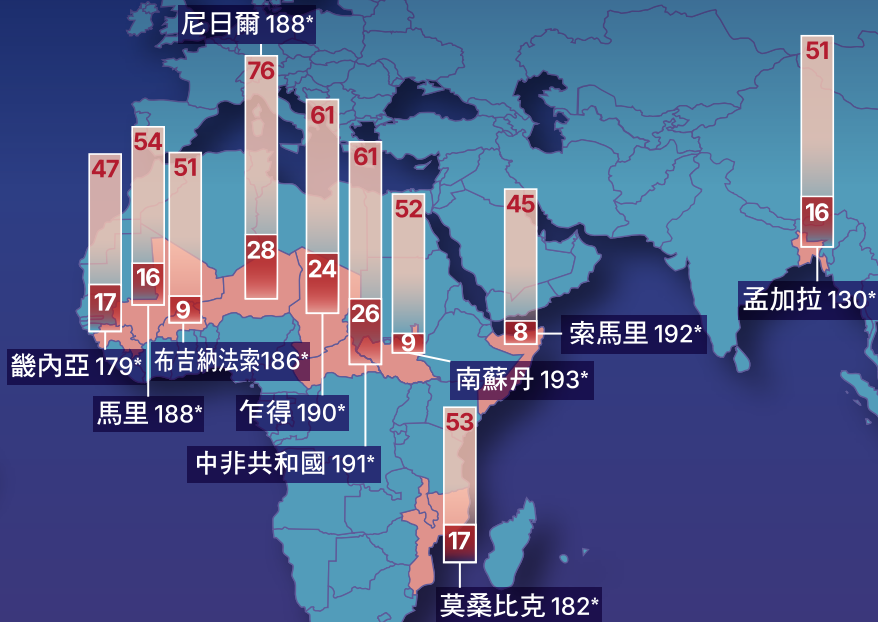 尼日爾 188*
76
28
51
16
孟加拉 130*
61
24
54
16
47
17
51
9
61
26
52
9
45
8
索馬里 192*
畿內亞 179*
布吉納法索186*
南蘇丹 193*
馬里 188*
乍得 190*
中非共和國 191*
53
17
莫桑比克 182*